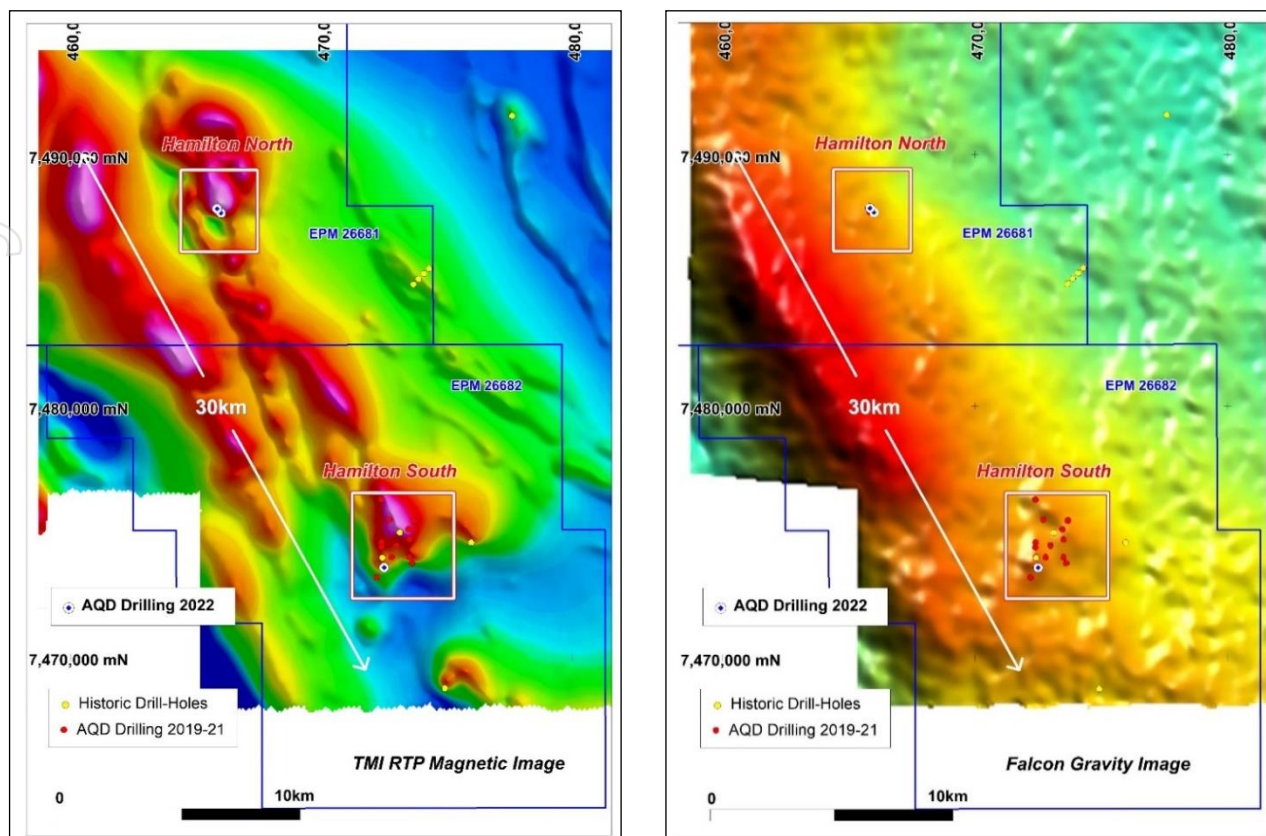 460,0
470,000
480,0
Hamilton North
7,490,000 mN
EPM 26681
EPM 26682
30km
7,480,000 mN
Hamilton South
AQD Drilling 2022
7,470,000 mN
Historic Drill-Holes
AQD Drilling 2019-21
TMI RTP Magnetic Image
0
10km
460,0
470,000
480,0
Hamilton North
7,490,000 mN
EPM 26681
EPM 26682
30km
7,480,000 mN
Hamilton South
AQD Drilling 2022
7,470,000 mN
Historic Drill-Holes
AQD Drilling 2019-21
Falcon Gravity Image
0
10km